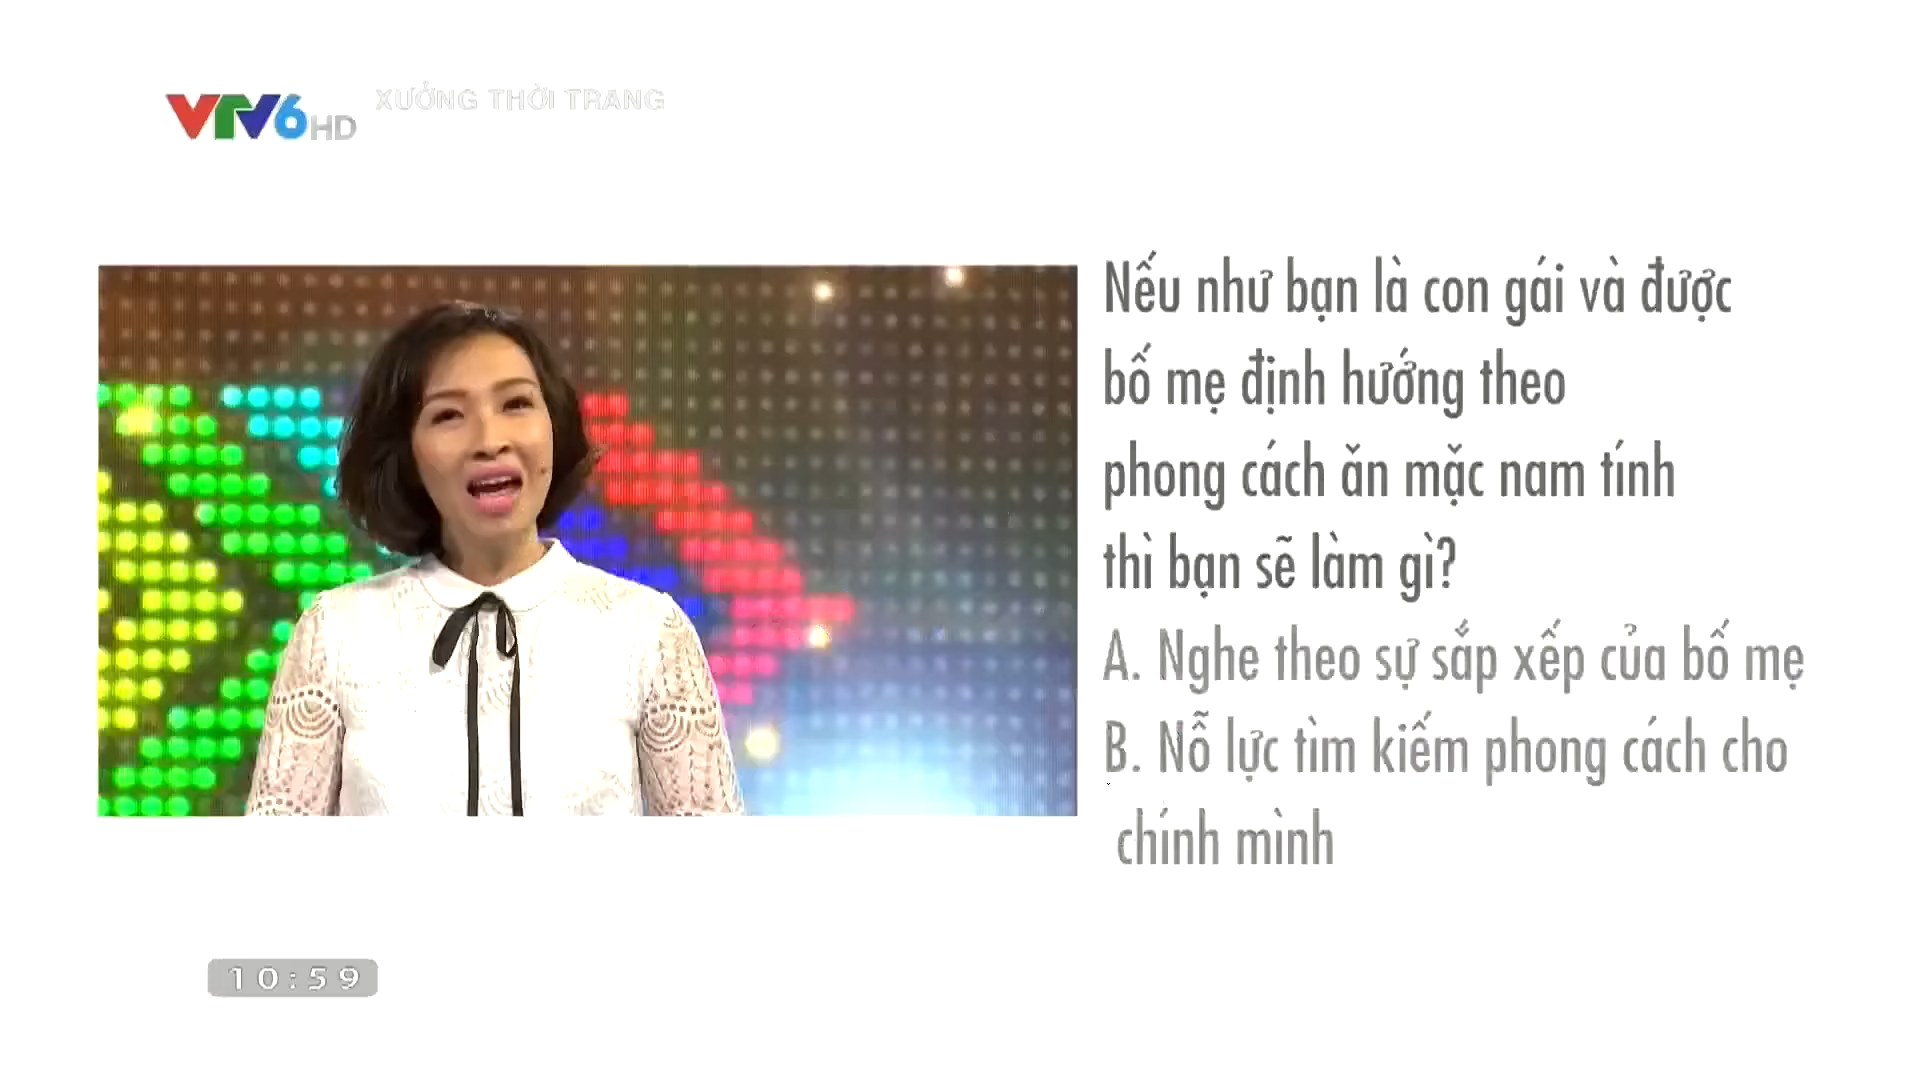 VTV6 HD
XƯỞNG THỜI TRANG
Nếu như bạn là con gái và được
bố mẹ định hướng theo
phong cách ăn mặc nam tính
thì bạn sẽ làm gì?
A. Nghe theo sự sắp xếp của bố mẹ
B. Nỗ lực tìm kiếm phong cách cho
chính mình
10:59